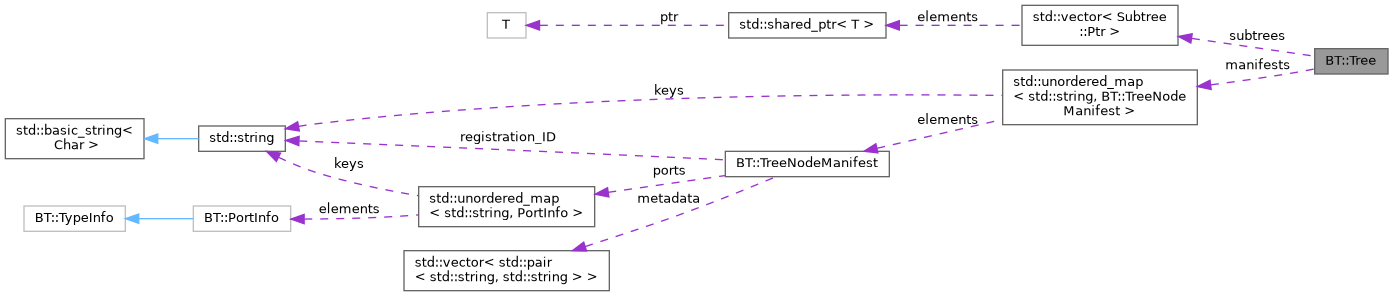 T
ptr
std::shared_ptr< T >
elements
std::vector< Subtree
::Ptr >
subtrees
BT::Tree
manifests
std::unordered_map
< std::string, BT::TreeNode
Manifest >
keys
elements
std::basic_string<
Char >
std::string
registration_ID
BT::TreeNodeManifest
keys
ports
metadata
std::unordered_map
< std::string, PortInfo >
elements
BT::TypeInfo
BT::PortInfo
std::vector< std::pair
< std::string, std::string > >